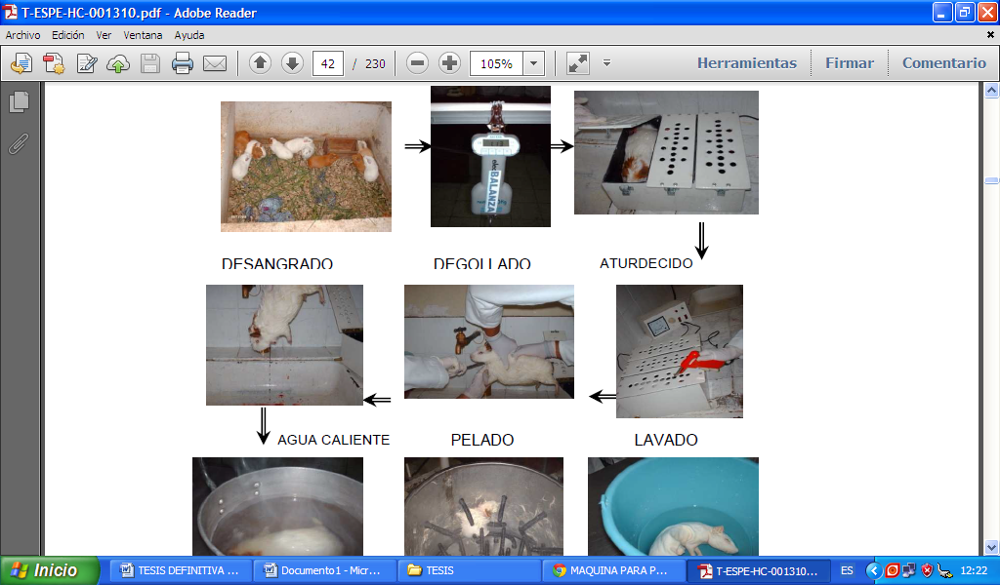 T-ESPE-HC-001310.pdf - Adobe Reader
Archivo Edición Ver Ventana Ayuda
42 / 230 105% Herramientas Firmar Comentario
BALANZA
DESANGRADO DEGOLLADO ATURDECIDO
AGUA CALIENTE PELADO LAVADO
Inicio TESIS DEFINITIVA ... Documento1 - Micr... TESIS MAQUINA PARA P... T-ESPE-HC-001310... ES 12:22